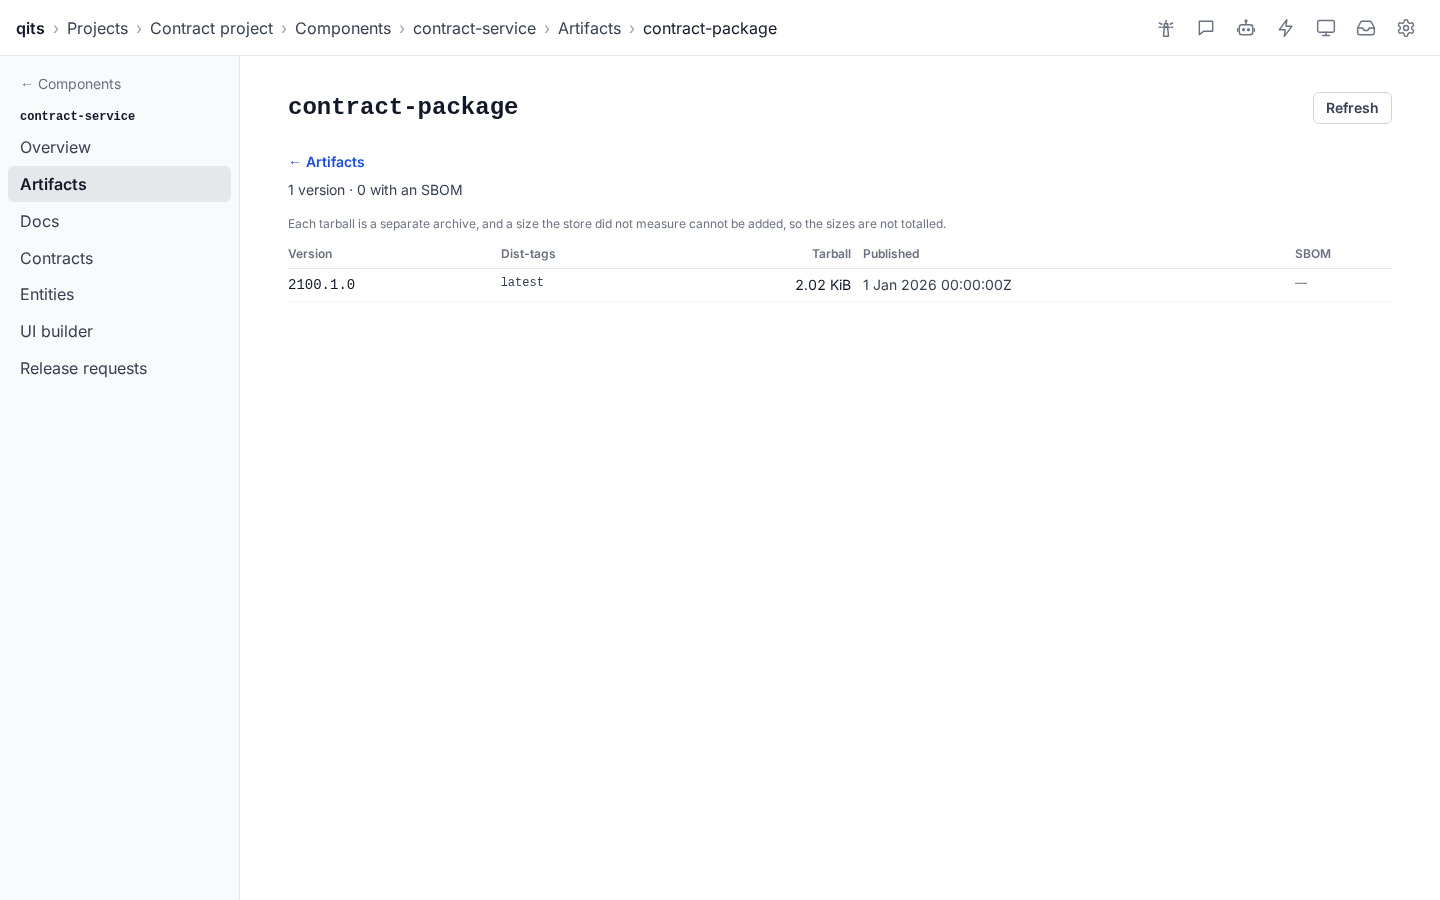 qits › Projects › Contract project › Components › contract-service › Artifacts › contract-package
← Components
contract-service
Overview
Artifacts
Docs
Contracts
Entities
UI builder
Release requests
contract-package
Refresh
← Artifacts
1 version · 0 with an SBOM
Each tarball is a separate archive, and a size the store did not measure cannot be added, so the sizes are not totalled.
Version Dist-tags Tarball Published SBOM
2100.1.0 latest 2.02 KiB 1 Jan 2026 00:00:00Z —